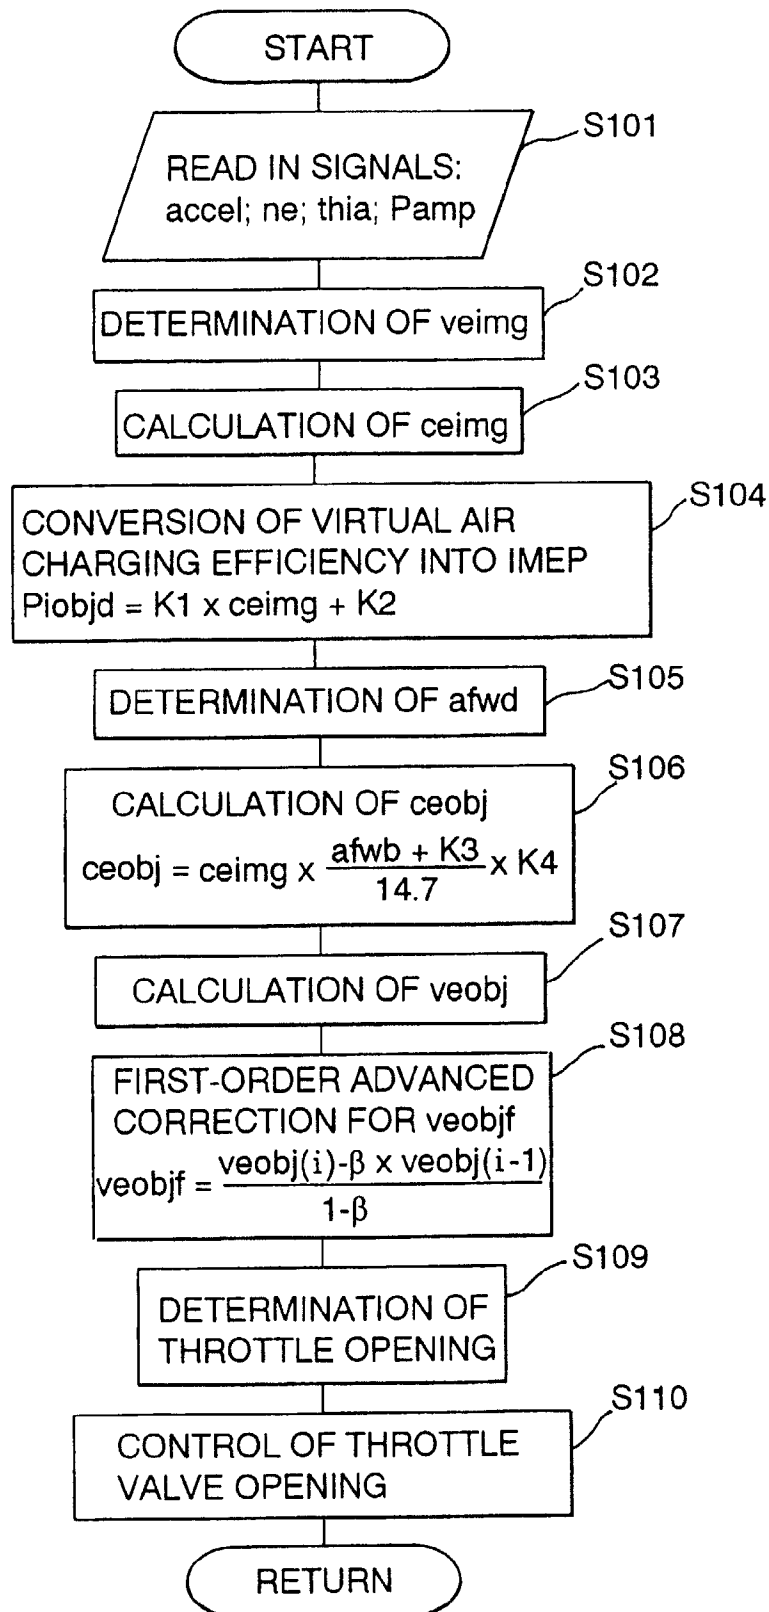 START
S101
READ IN SIGNALS:
accel; ne; thia; Pamp
S102
DETERMINATION OF veimg
S103
CALCULATION OF ceimg
S104
CONVERSION OF VIRTUAL AIR
CHARGING EFFICIENCY INTO IMEP
Piobjd = K1 x ceimg + K2
S105
DETERMINATION OF afwd
S106
CALCULATION OF ceobj
ceobj = ceimg x afwb + K3 / 14.7 x K4
S107
CALCULATION OF veobj
S108
FIRST-ORDER ADVANCED
CORRECTION FOR veobjf
veobjf = veobj(i)-β x veobj(i-1) / 1-β
S109
DETERMINATION OF
THROTTLE OPENING
S110
CONTROL OF THROTTLE
VALVE OPENING
RETURN